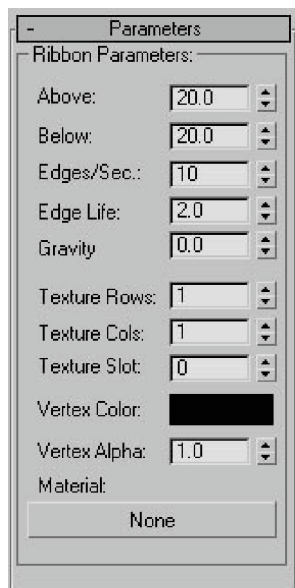 - Parameters
Ribbon Parameters:
Above: 20.0
Below: 20.0
Edges/Sec.: 10
Edge Life: 2.0
Gravity 0.0
Texture Rows: 1
Texture Cols: 1
Texture Slot: 0
Vertex Color:
Vertex Alpha: 1.0
Material:
None